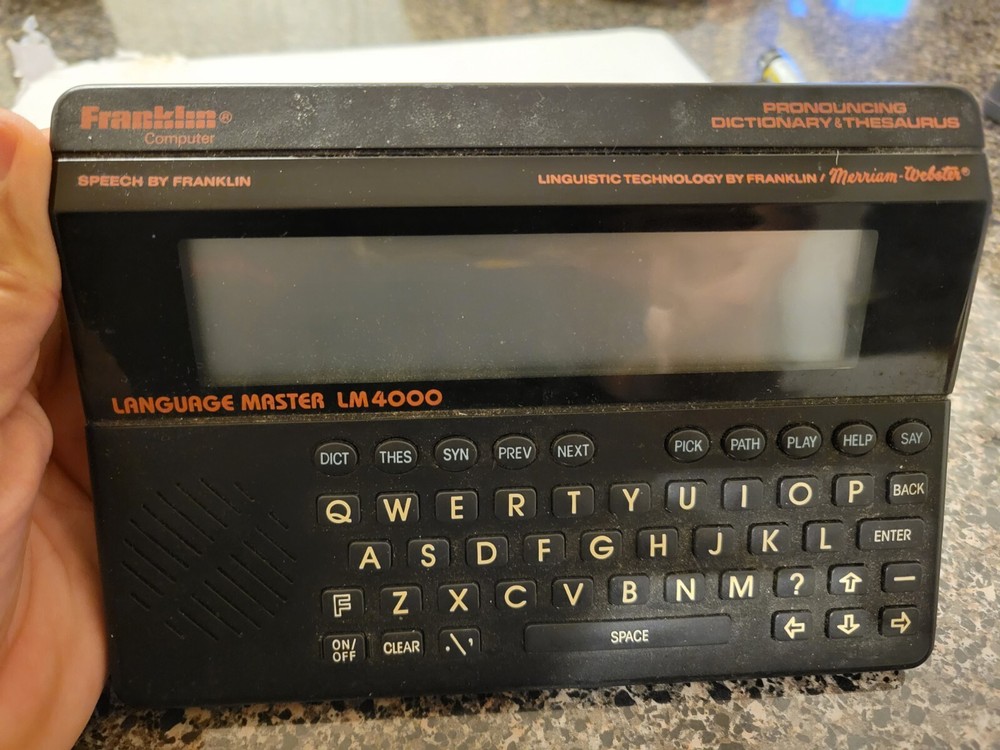 Franklin® PRONOUNCING
Computer DICTIONARY & THESAURUS
SPEECH BY FRANKLIN LINGUISTIC TECHNOLOGY BY FRANKLIN / Merriam-Webster®
LANGUAGE MASTER LM4000
DICT THES SYN PREV NEXT PICK PATH PLAY HELP SAY
Q W E R T Y U I O P BACK
A S D F G H J K L ENTER
F Z X C V B N M ? ⇧ —
ON/OFF CLEAR .\' SPACE ⇦ ⇩ ⇨